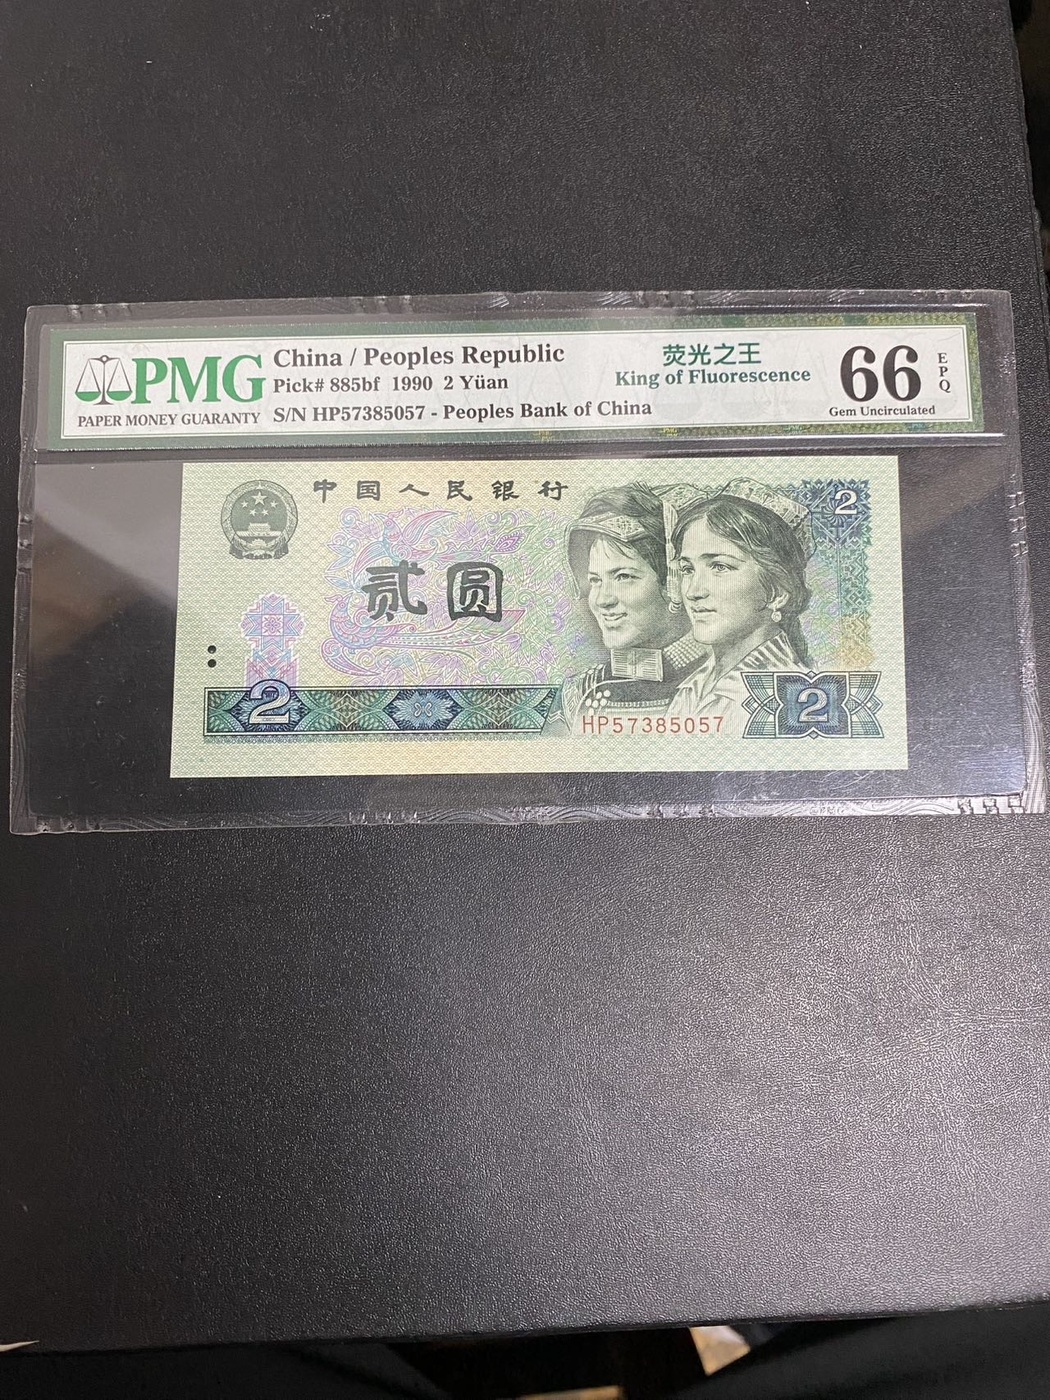 PMG
PAPER MONEY GUARANTY
China / Peoples Republic
Pick# 885bf 1990 2 Yüan
S/N HP57385057 - Peoples Bank of China
荧光之王
King of Fluorescence
66
EPQ
Gem Uncirculated
中国人民银行
2
贰圆
2
HP57385057
2